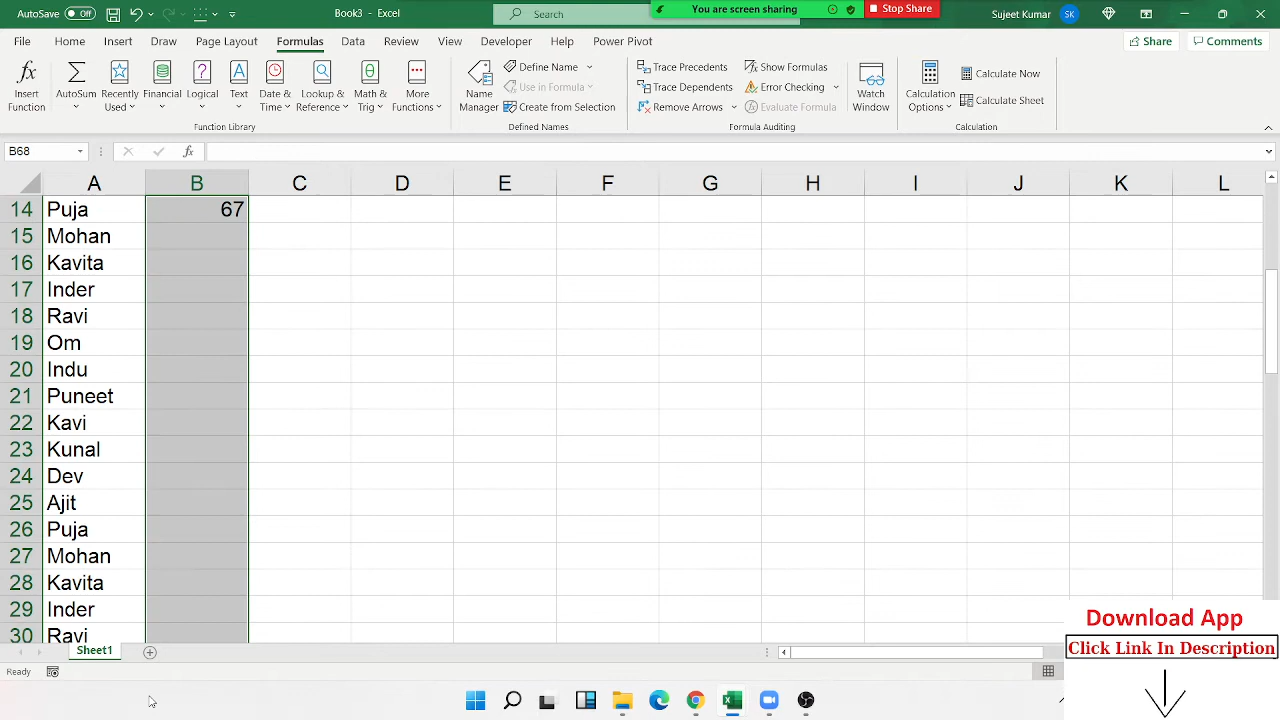 AutoSave Off Book3 - Excel Search You are screen sharing Stop Share Sujeet Kumar SK
File Home Insert Draw Page Layout Formulas Data Review View Developer Help Power Pivot Share Comments
Insert Function AutoSum Recently Used Financial Logical Text Date & Time Lookup & Reference Math & Trig More Functions
Name Manager Define Name Use in Formula Create from Selection
Trace Precedents Trace Dependents Remove Arrows Show Formulas Error Checking Evaluate Formula Watch Window
Calculation Options Calculate Now Calculate Sheet
Function Library Defined Names Formula Auditing Calculation
B68 fx
A B C D E F G H I J K L
14 Puja 67
15 Mohan
16 Kavita
17 Inder
18 Ravi
19 Om
20 Indu
21 Puneet
22 Kavi
23 Kunal
24 Dev
25 Ajit
26 Puja
27 Mohan
28 Kavita
29 Inder
30 Ravi
Sheet1
Ready
Download App
Click Link In Description